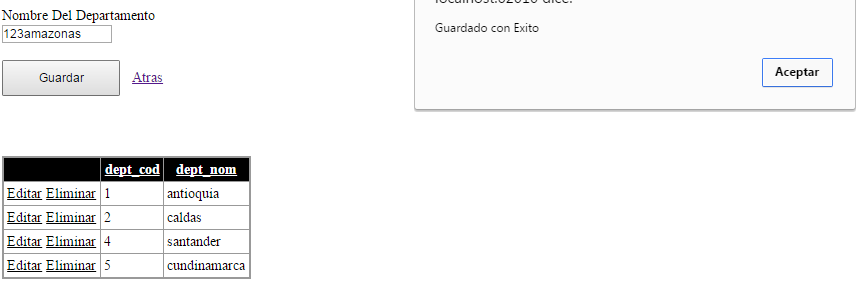 Nombre Del Departamento
123amazonas
Guardar Atras
Guardado con Exito
Aceptar
dept_cod dept_nom
Editar Eliminar 1 antioquia
Editar Eliminar 2 caldas
Editar Eliminar 4 santander
Editar Eliminar 5 cundinamarca